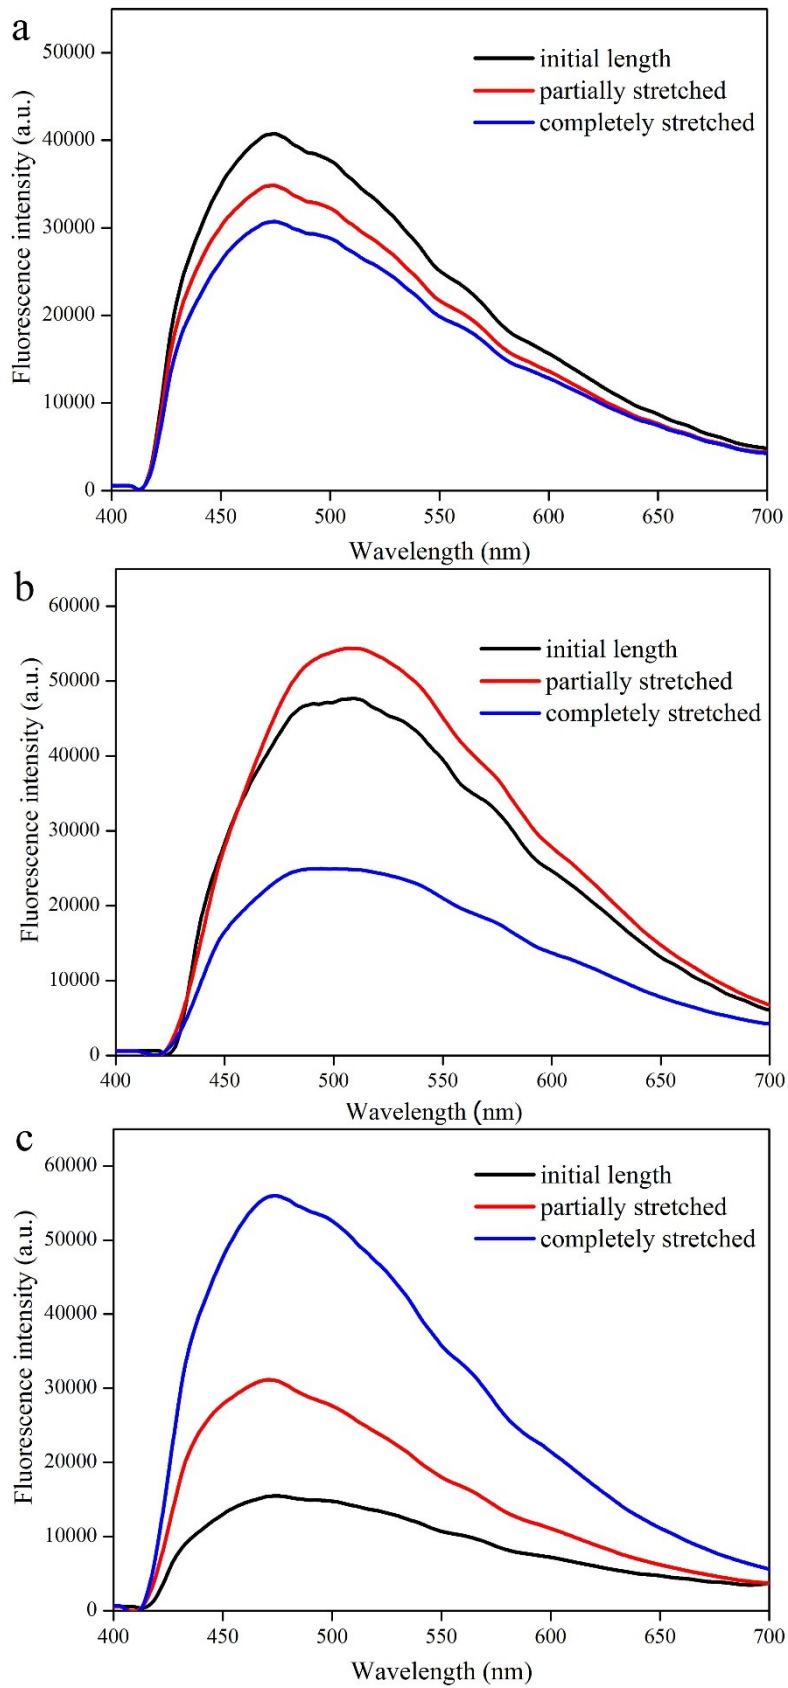 a
50000
40000
30000
20000
10000
0
Fluorescence intensity (a.u.)
initial length
partially stretched
completely stretched
400 450 500 550 600 650 700
Wavelength (nm)
b
60000
50000
40000
30000
20000
10000
0
Fluorescence intensity (a.u.)
initial length
partially stretched
completely stretched
400 450 500 550 600 650 700
Wavelength (nm)
c
60000
50000
40000
30000
20000
10000
0
Fluorescence intensity (a.u.)
initial length
partially stretched
completely stretched
400 450 500 550 600 650 700
Wavelength (nm)